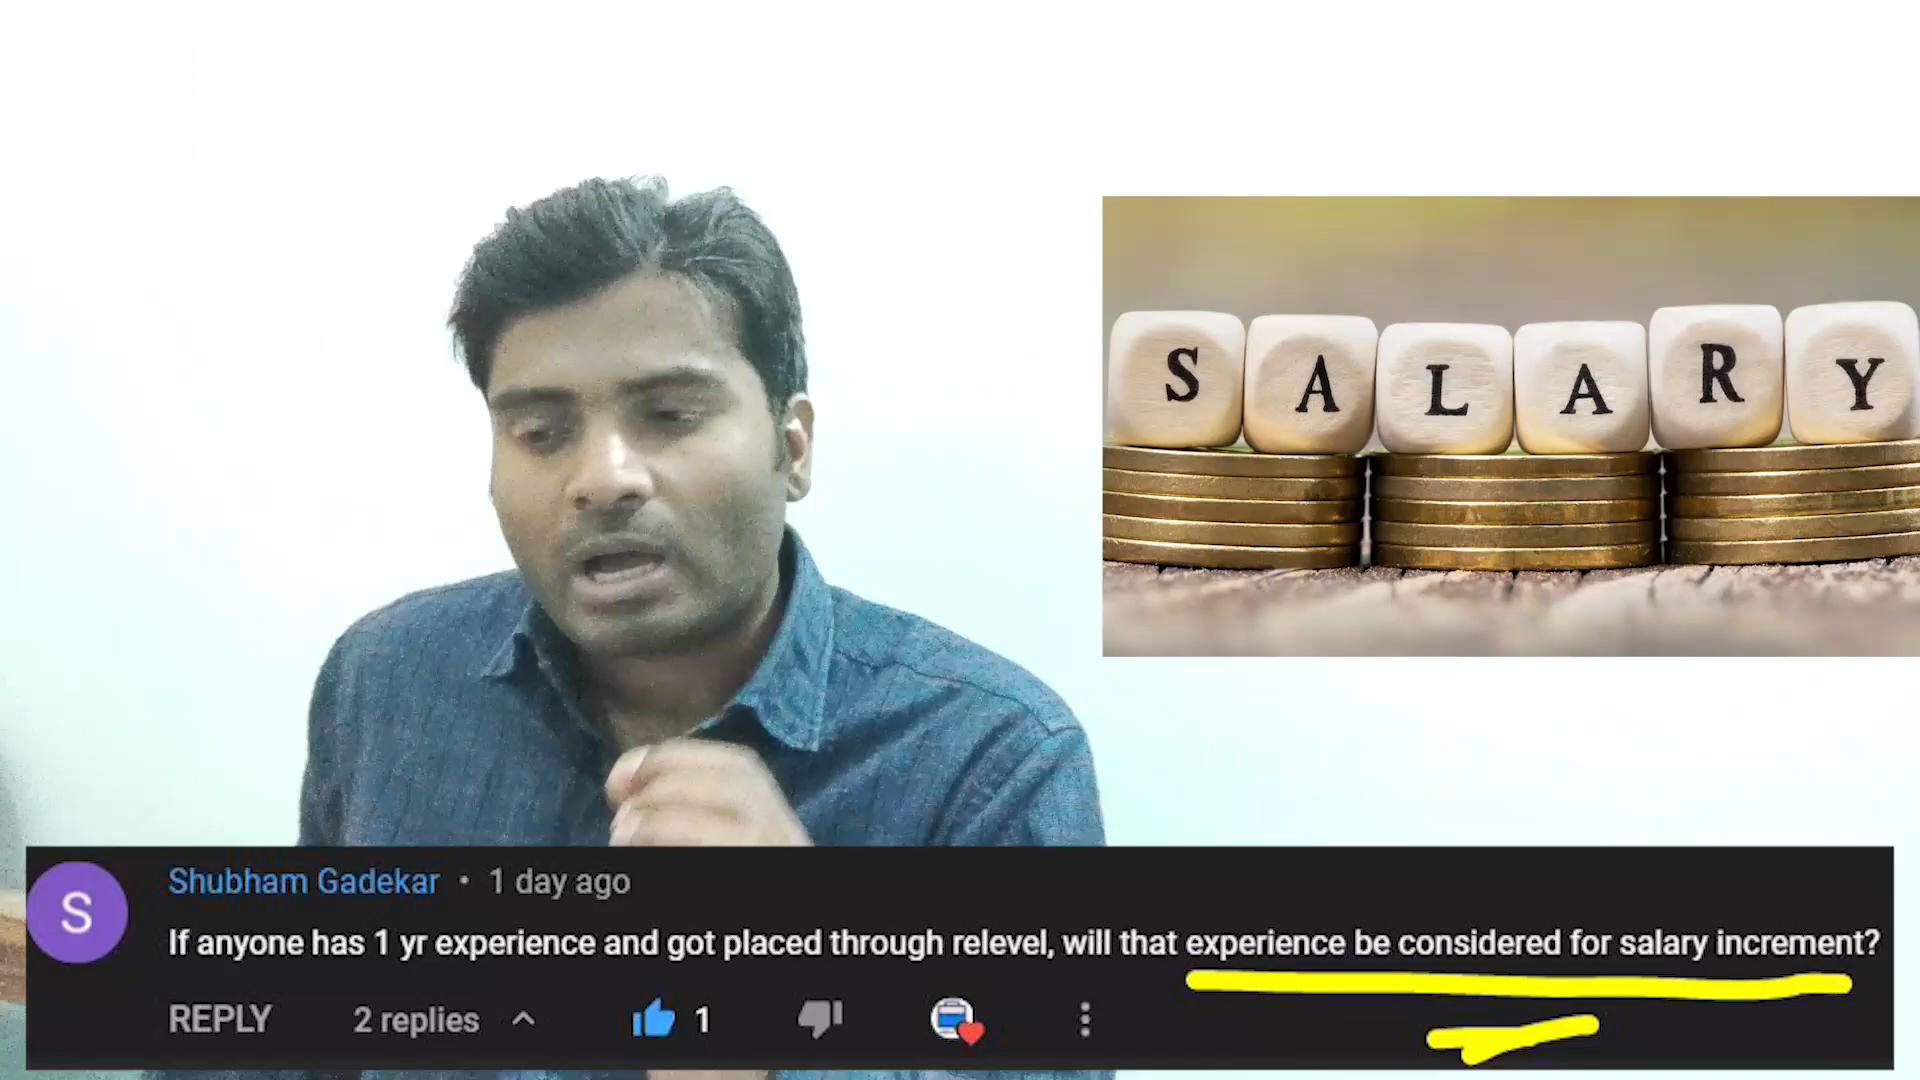 SALARY
S
Shubham Gadekar • 1 day ago
If anyone has 1 yr experience and got placed through relevel, will that experience be considered for salary increment?
REPLY 2 replies 1